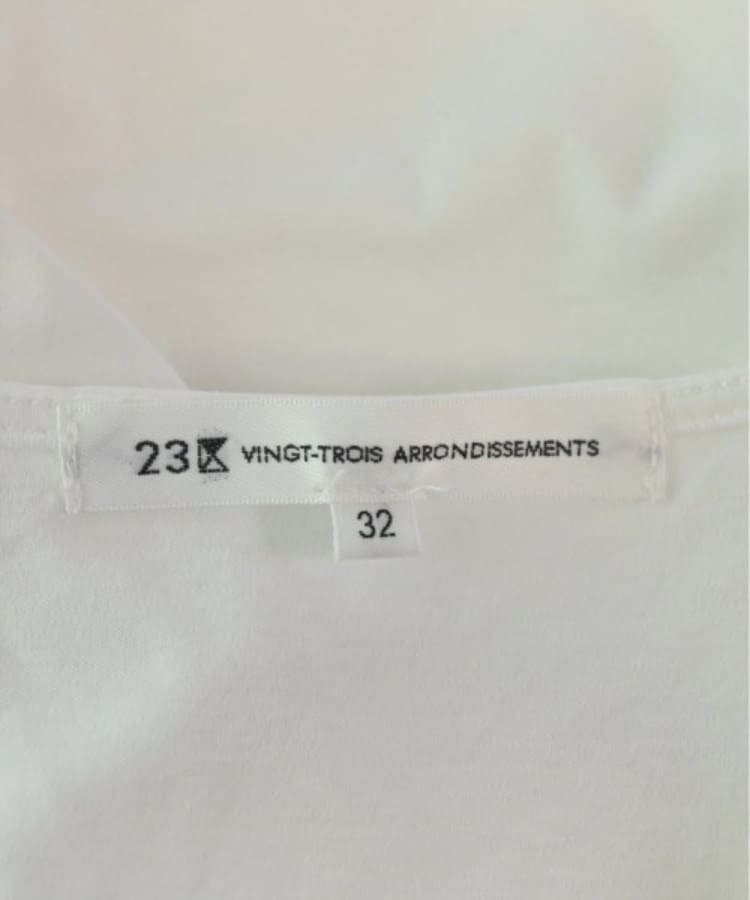 23区 VINGT-TROIS ARRONDISSEMENTS
32